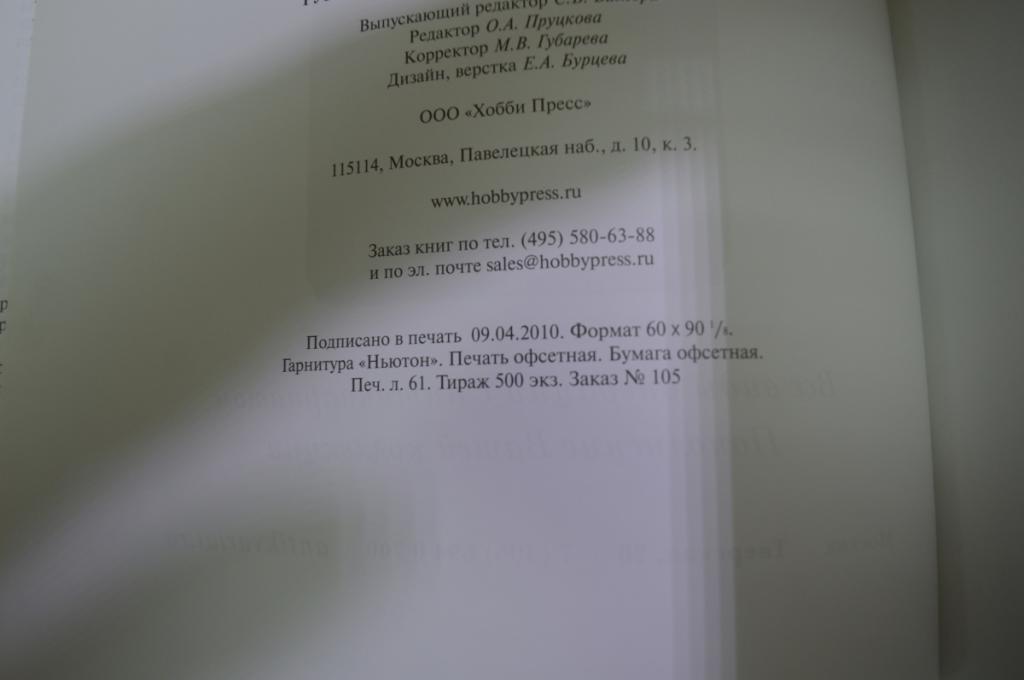 Выпускающий редактор С.В.
Редактор О.А. Пруцкова
Корректор М.В. Губарева
Дизайн, верстка Е.А. Бурцева
ООО «Хобби Пресс»
115114, Москва, Павелецкая наб., д. 10, к. 3.
www.hobbypress.ru
Заказ книг по тел. (495) 580-63-88
и по эл. почте sales@hobbypress.ru
Подписано в печать 09.04.2010. Формат 60 x 90 1/8.
Гарнитура «Ньютон». Печать офсетная. Бумага офсетная.
Печ. л. 61. Тираж 500 экз. Заказ № 105